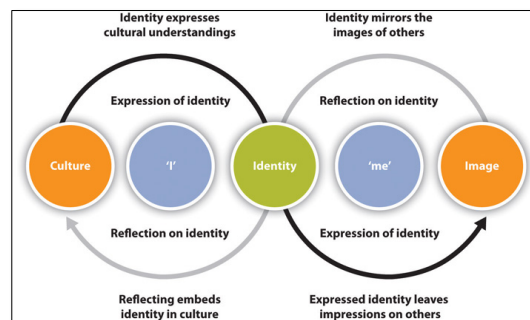 Identity expresses
cultural understandings
Identity mirrors the
images of others
Expression of identity
Reflection on identity
Culture
'I'
Identity
'me'
Image
Reflection on identity
Expression of identity
Reflecting embeds
identity in culture
Expressed identity leaves
impressions on others